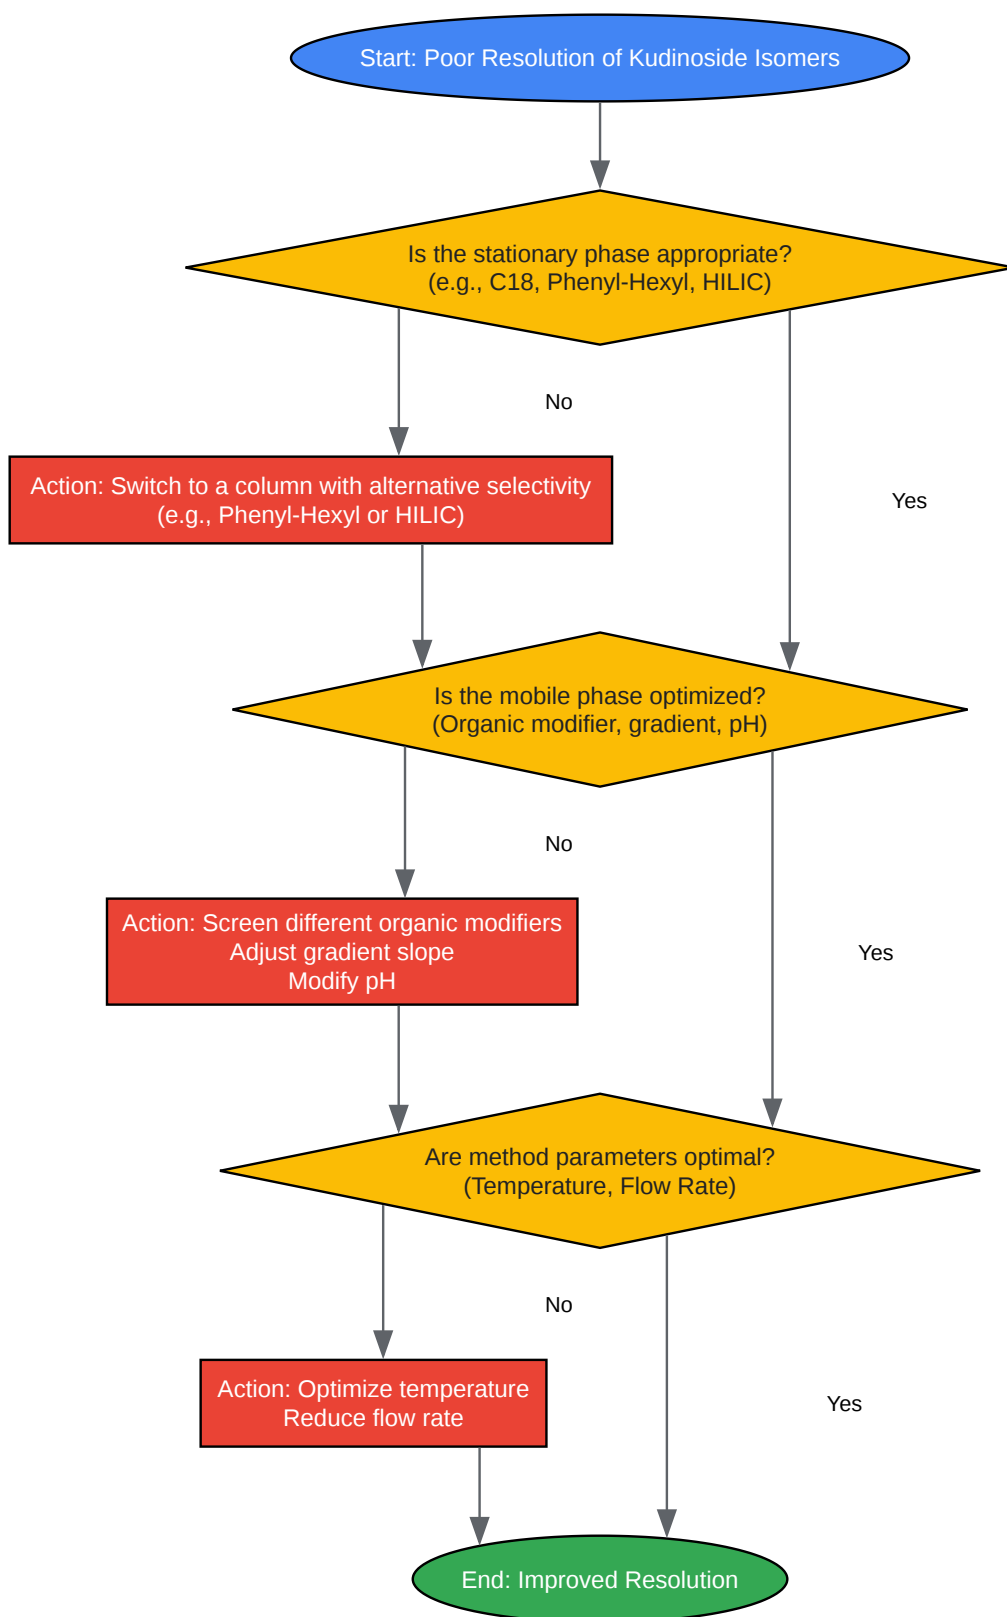 Start: Poor Resolution of Kudinoside Isomers
Is the stationary phase appropriate?
(e.g., C18, Phenyl-Hexyl, HILIC)
No
Action: Switch to a column with alternative selectivity
(e.g., Phenyl-Hexyl or HILIC)
Yes
Is the mobile phase optimized?
(Organic modifier, gradient, pH)
No
Action: Screen different organic modifiers
Adjust gradient slope
Modify pH
Yes
Are method parameters optimal?
(Temperature, Flow Rate)
No
Action: Optimize temperature
Reduce flow rate
Yes
End: Improved Resolution